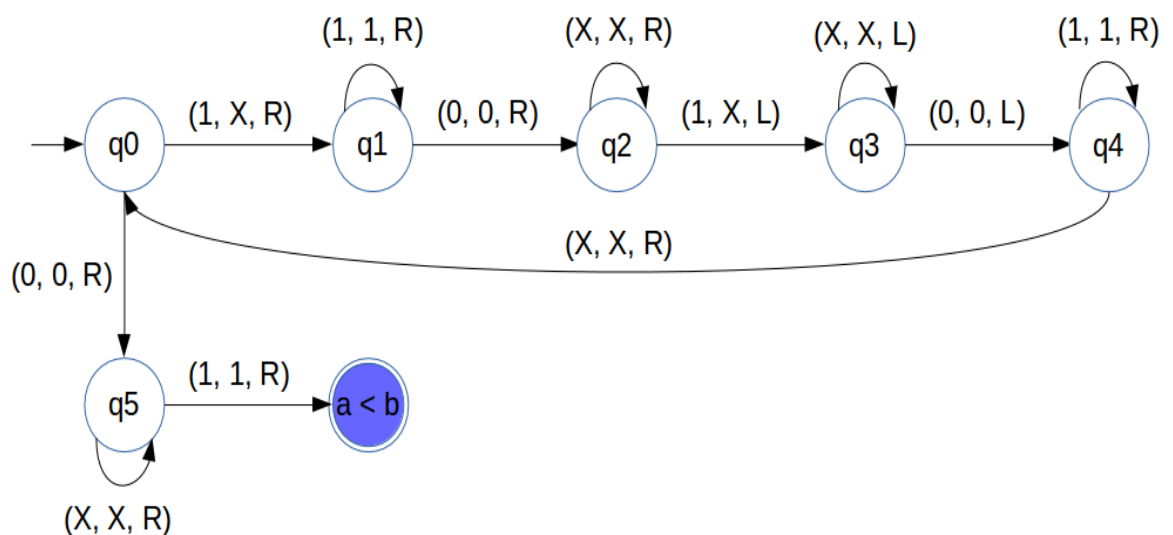 (1, 1, R) (X, X, R) (X, X, L) (1, 1, R)
(1, X, R) (0, 0, R) (1, X, L) (0, 0, L)
q0 q1 q2 q3 q4
(X, X, R)
(0, 0, R)
(1, 1, R)
q5 a < b
(X, X, R)